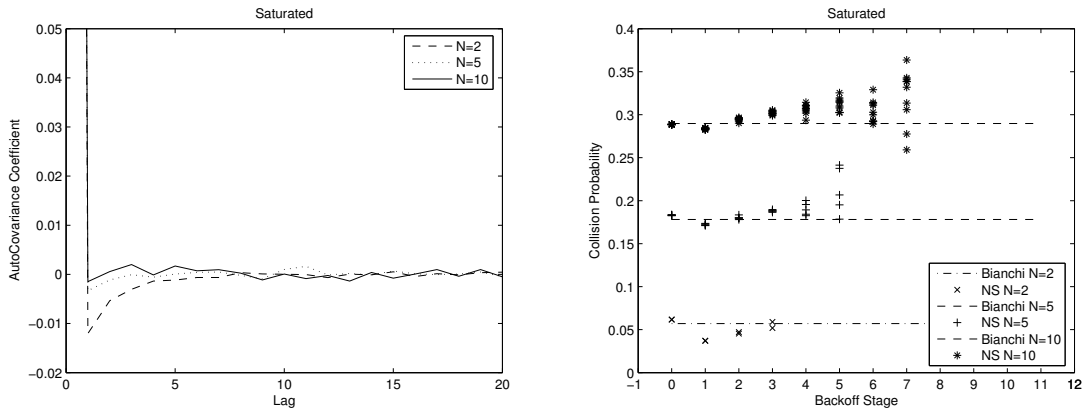 Saturated
0.05
0.04
0.03
0.02
0.01
0
−0.01
−0.02
AutoCovariance Coefficient
0 5 10 15 20
Lag
N=2
N=5
N=10
Saturated
0.4
0.35
0.3
0.25
0.2
0.15
0.1
0.05
0
Collision Probability
−1 0 1 2 3 4 5 6 7 8 9 10 11 12
Backoff Stage
Bianchi N=2
NS N=2
Bianchi N=5
NS N=5
Bianchi N=10
NS N=10